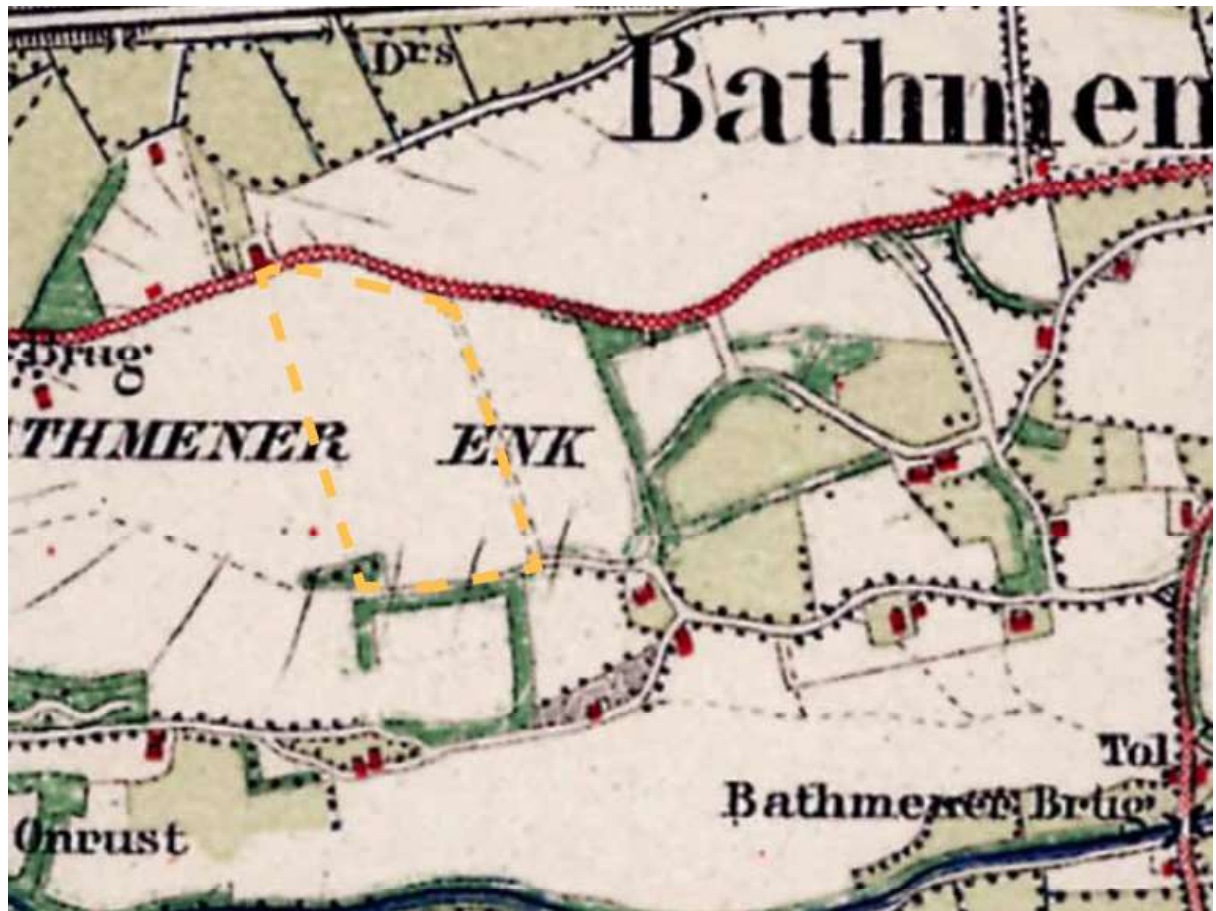 Drs
Bathmen
Brug
THMENER ENK
Tol
Bathmener Brug
Onrust